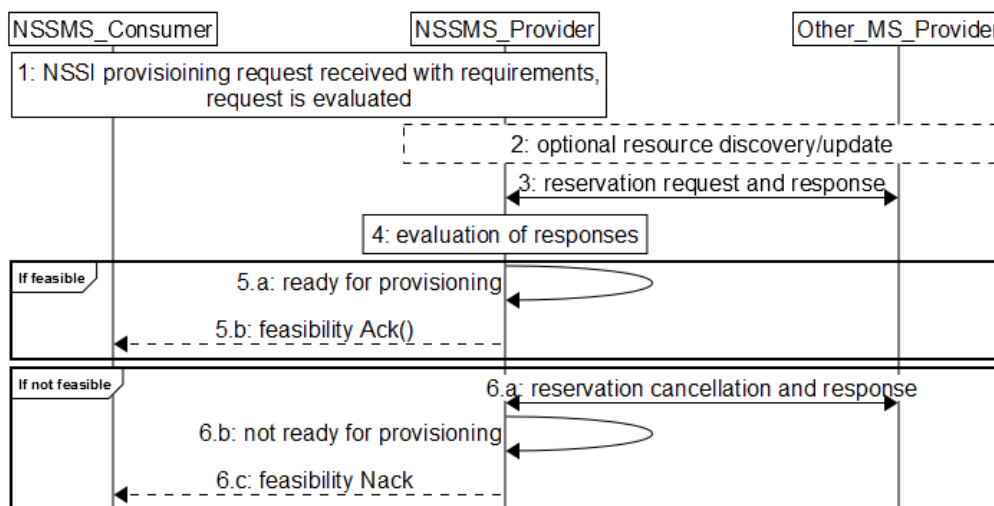 NSSMS_Consumer
NSSMS_Provider
Other_MS_Provider
1: NSSI provisioining request received with requirements,
request is evaluated
2: optional resource discovery/update
3: reservation request and response
4: evaluation of responses
If feasible
5.a: ready for provisioning
5.b: feasibility Ack()
If not feasible
6.a: reservation cancellation and response
6.b: not ready for provisioning
6.c: feasibility Nack